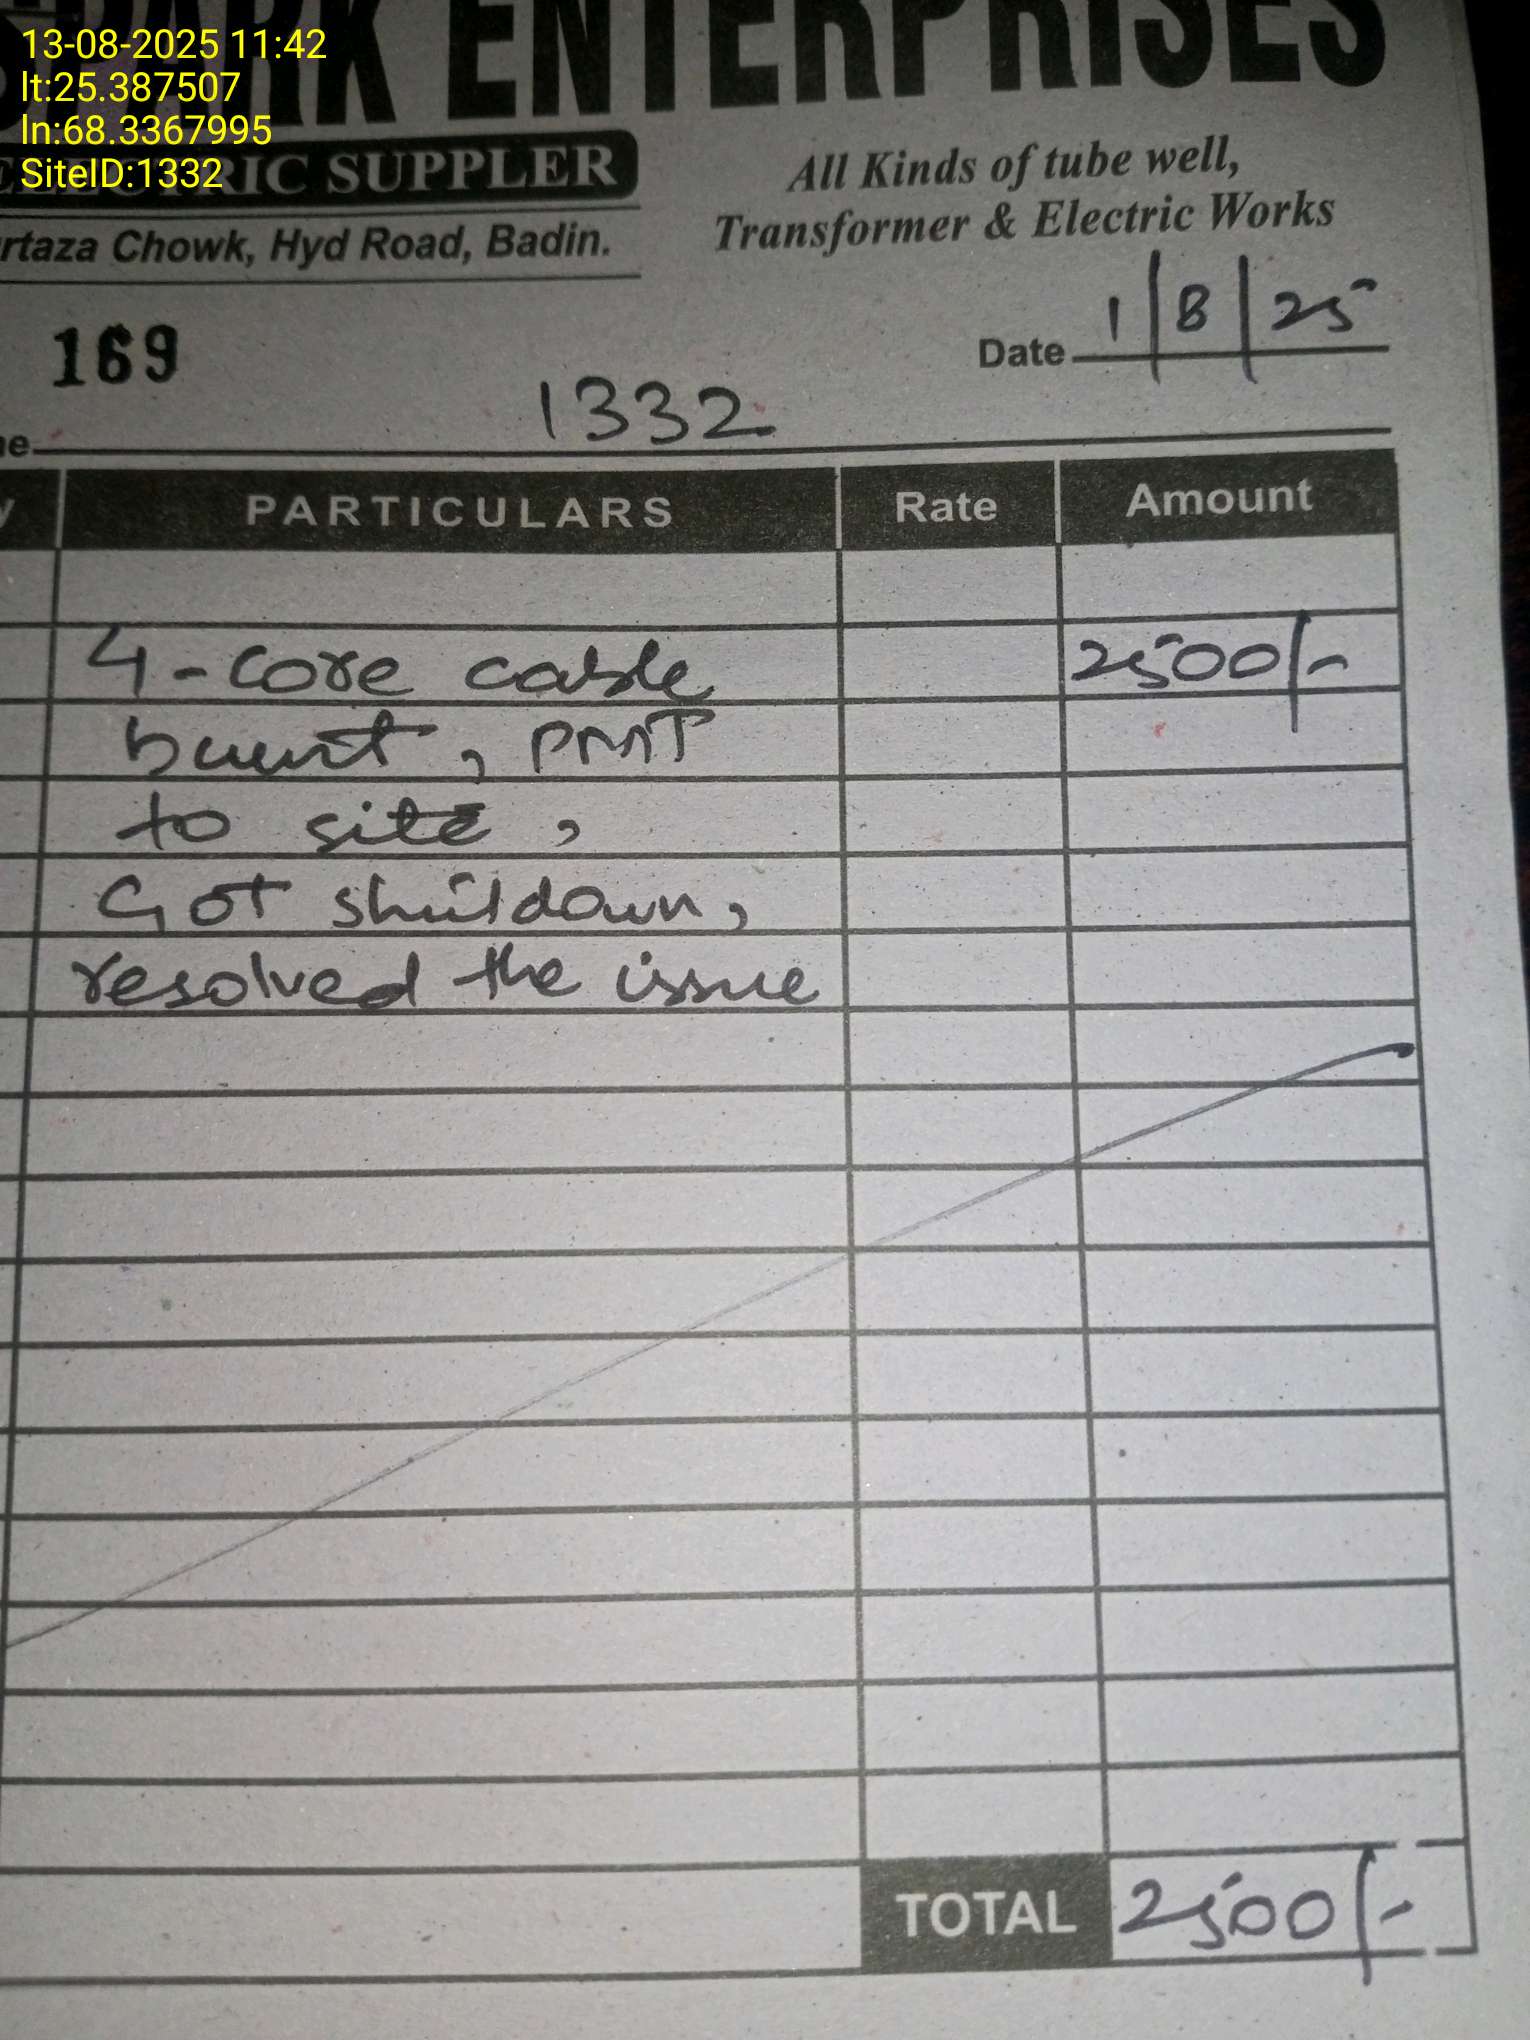 13-08-2025 11:42
lt:25.387507
ln:68.3367995
SiteID:1332
SPARK ENTERPRISES
ELECTRIC SUPPLER
All Kinds of tube well,
Transformer & Electric Works
rtaza Chowk, Hyd Road, Badin.
169
Date 1/8/25
1332
PARTICULARS Rate Amount
4-core cable 2500/-
burnt, PMT
to site,
Got shutdown,
resolved the issue
TOTAL 2500/-